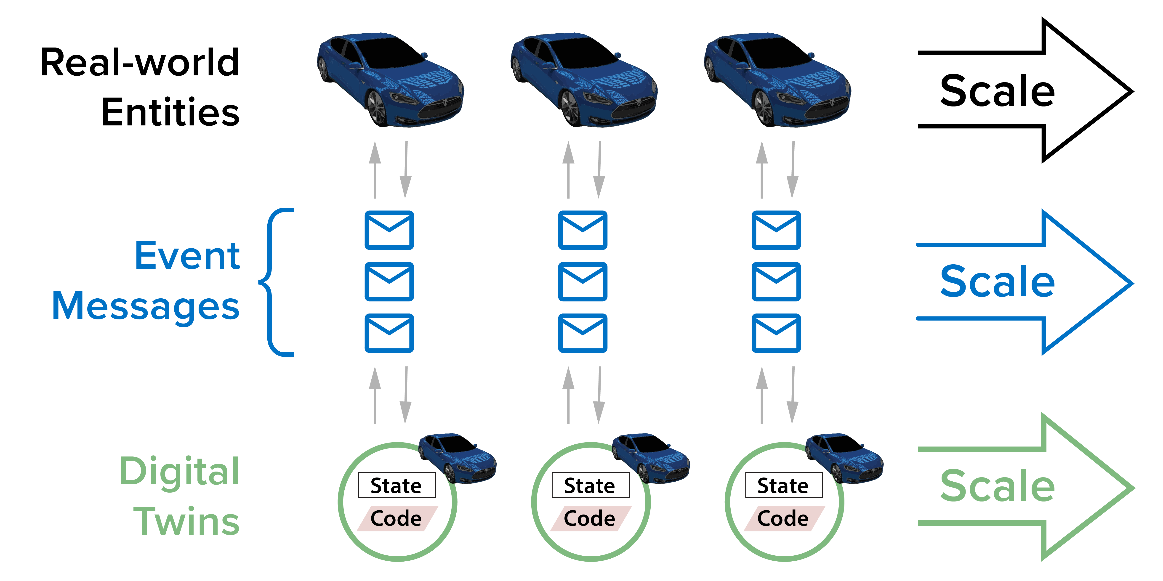 Real-world
Entities
Scale
Event
Messages
Scale
Digital
Twins
State
Code
State
Code
State
Code
Scale